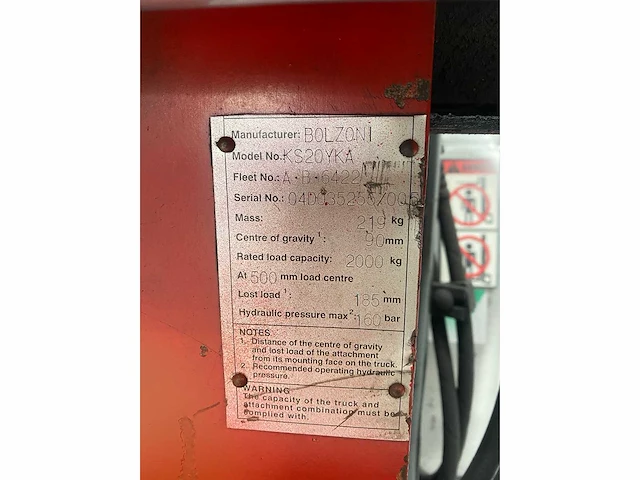 Manufacturer: BOLZONI
Model No.: KS20YKA
Fleet No.: A-B-6422
Serial No.:
Mass: 219 kg
Centre of gravity 1: 90 mm
Rated load capacity: 2000 kg
At 500 mm load centre
Lost load 1: 185 mm
Hydraulic pressure max 2: 160 bar
NOTES
1. Distance of the centre of gravity
and lost load of the attachment
from its mounting face on the truck.
2. Recommended operating hydraulic
pressure.
WARNING
The capacity of the truck and
attachment combination must be
complied with.